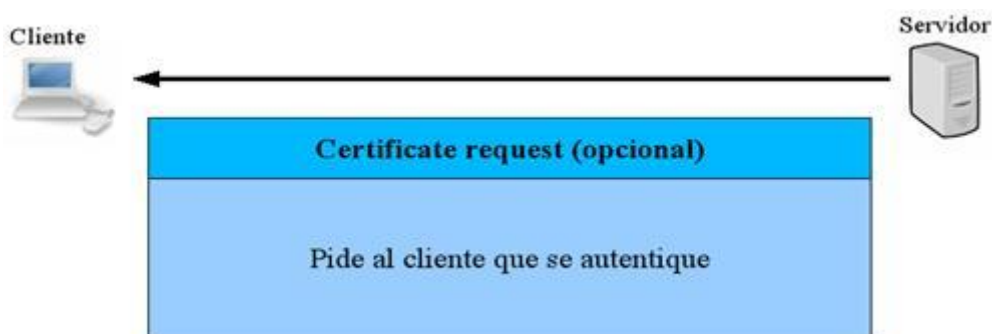 Cliente
Servidor
Certificate request (opcional)
Pide al cliente que se autentique